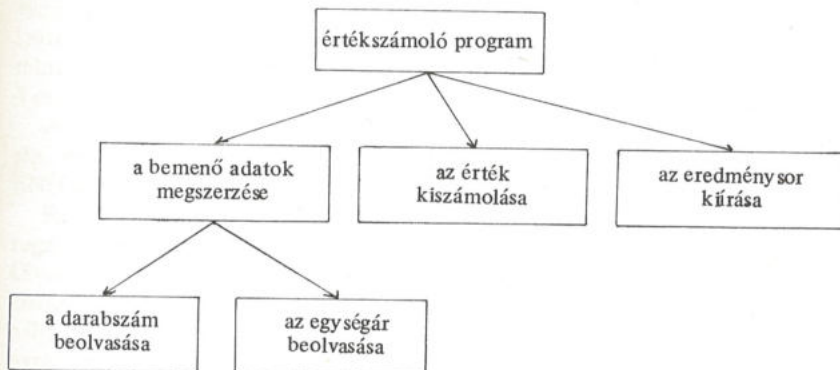 értékszámoló program
a bemenő adatok
megszerzése
az érték
kiszámolása
az eredménysor
kiírása
a darabszám
beolvasása
az egységár
beolvasása